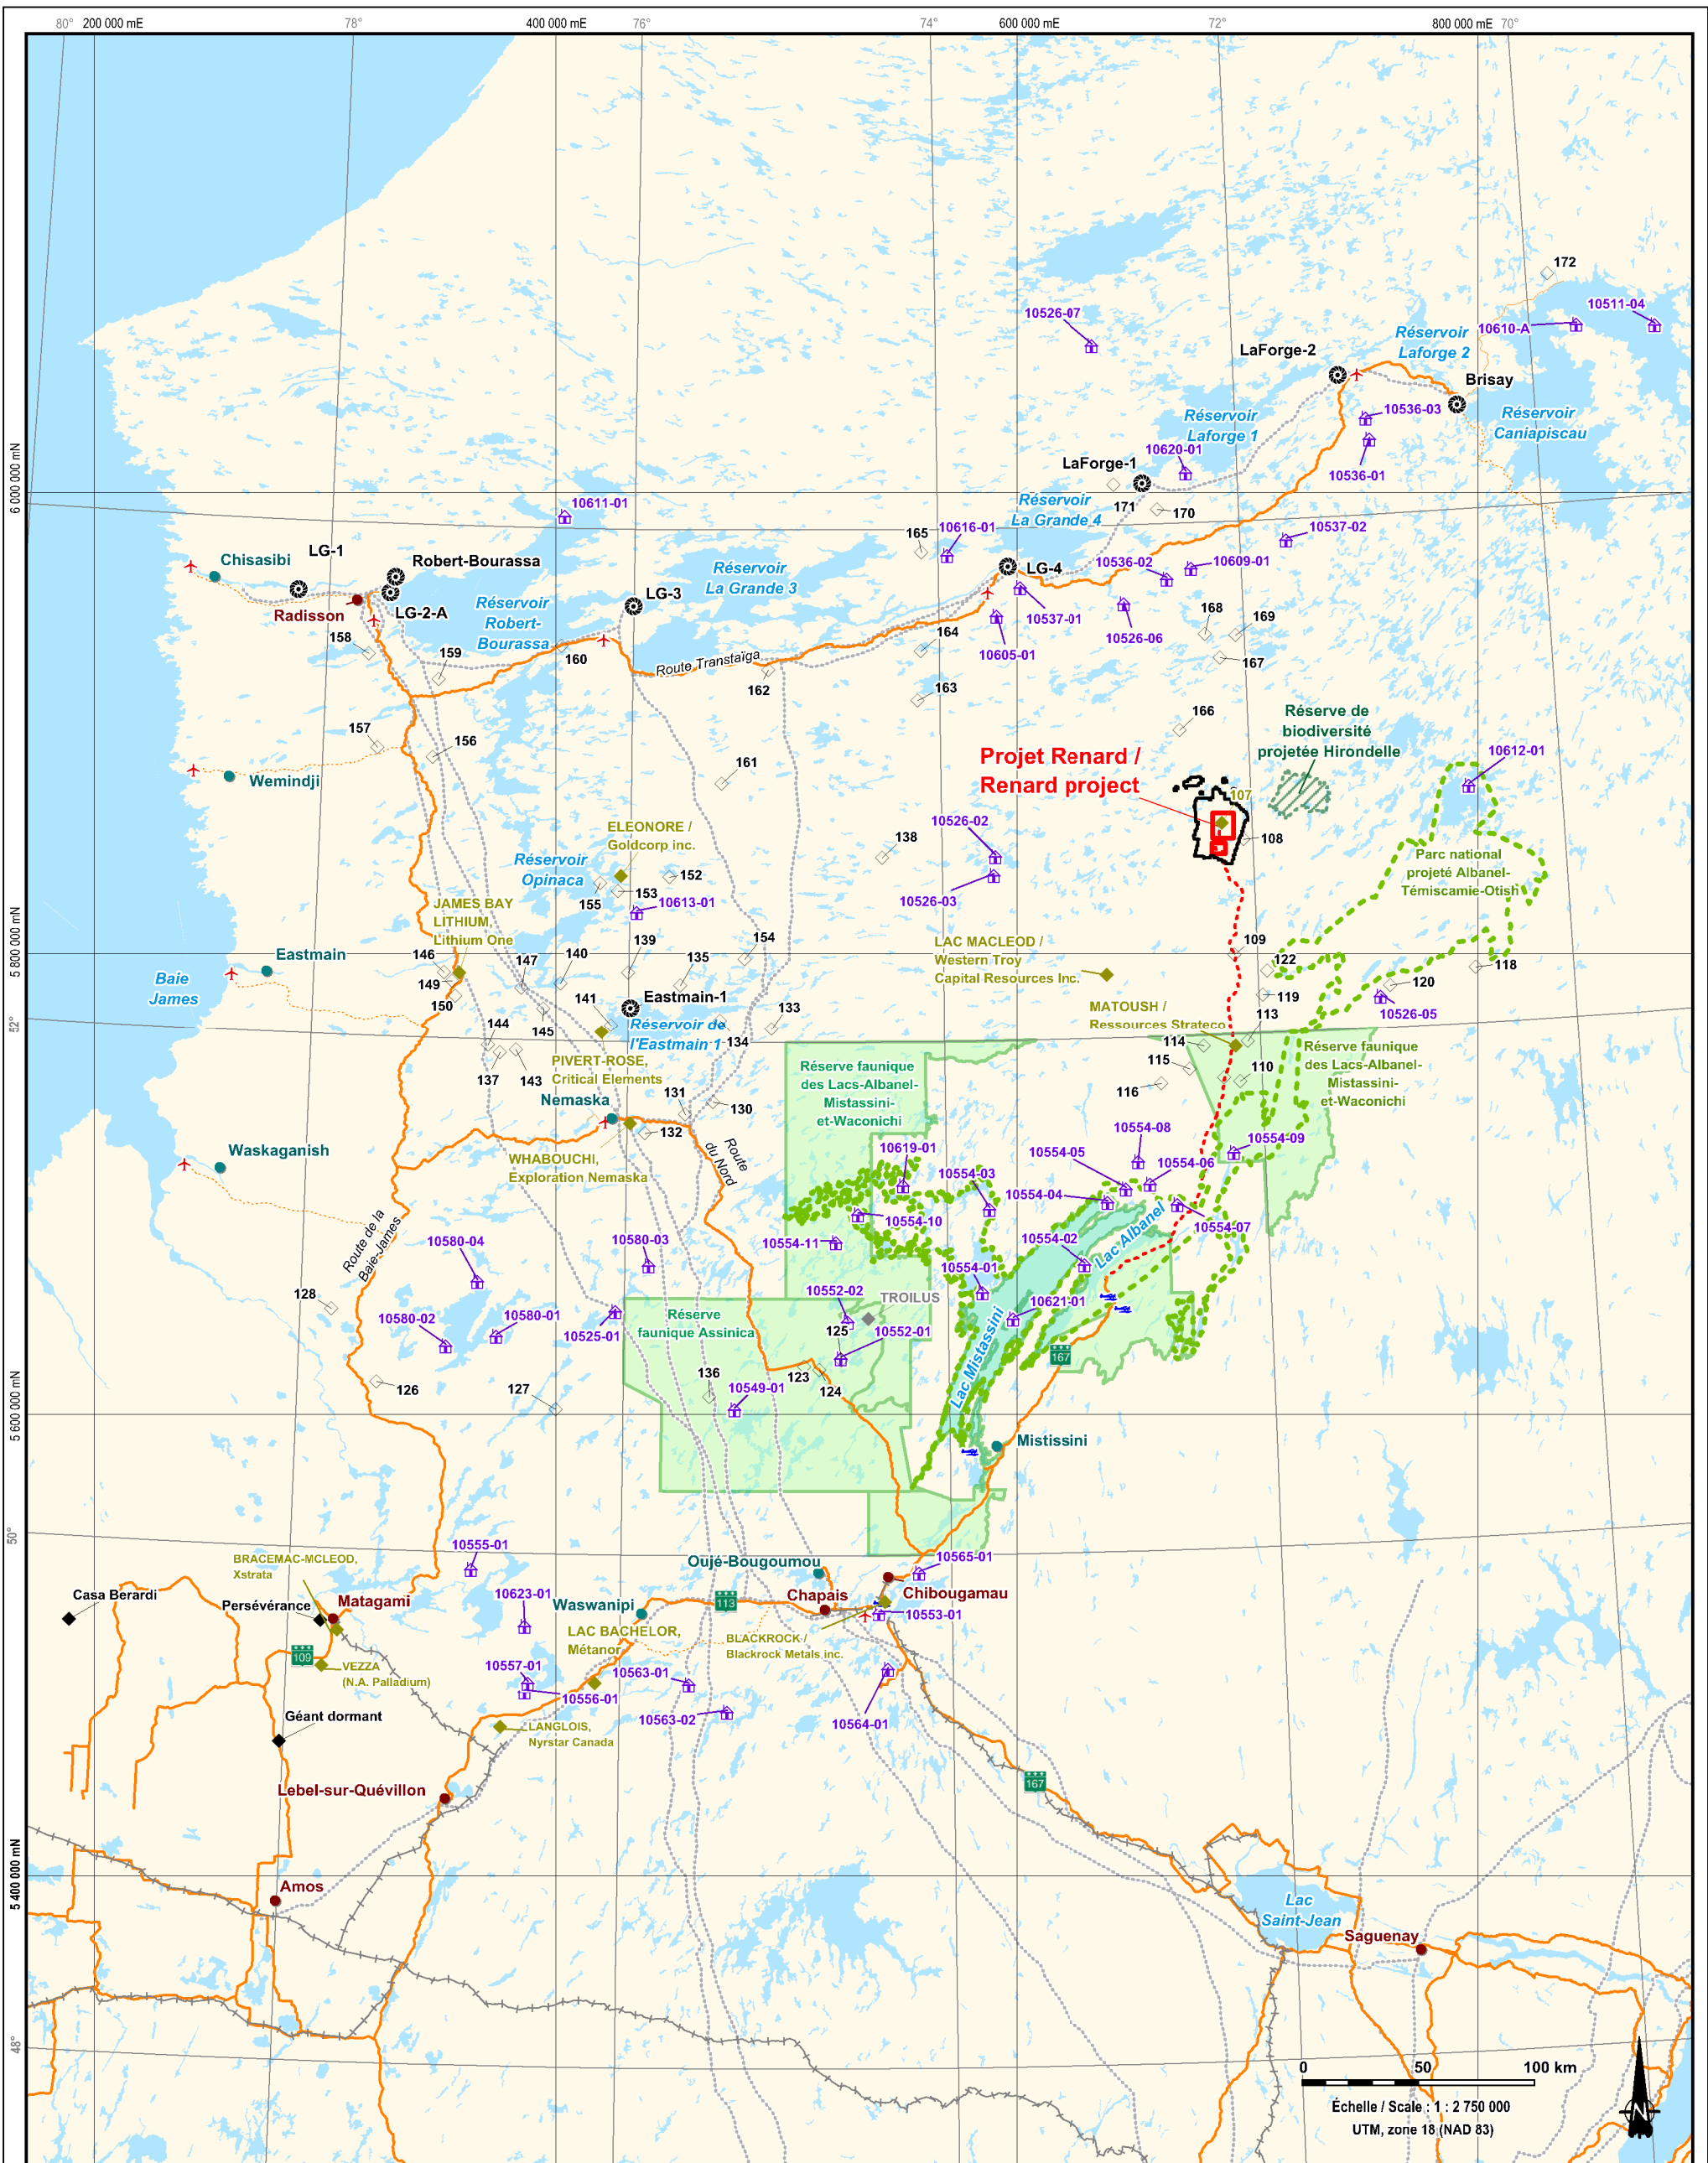 80°
200 000 mE
78°
400 000 mE
76°
74°
600 000 mE
72°
800 000 mE
70°
172
10511-04
10610-A
10526-07
Réservoir
Laforge 2
LaForge-2
Brisay
10536-03
Réservoir
Caniapiscau
Réservoir
Laforge 1
10620-01
10536-01
LaForge-1
6 000 000 mN
10611-01
Réservoir
La Grande 4
171
170
10616-01
165
10537-02
LG-1
Chisasibi
Robert-Bourassa
Réservoir
La Grande 3
LG-4
10536-02
10609-01
LG-3
Radisson
LG-2-A
Réservoir
Robert-
Bourassa
10537-01
10526-06
168
169
158
159
160
Route Transtaïga
164
10605-01
167
162
163
157
156
166
Réserve de
biodiversité
projetée Hirondelle
Wemindji
161
Projet Renard /
Renard project
107
10612-01
ELEONORE /
Goldcorp inc.
10526-02
138
108
Parc national
projeté Albanel-
Témiscamie-Otish
Réservoir
Opinaca
152
153
155
10526-03
10613-01
JAMES BAY
LITHIUM,
Lithium One
5 800 000 mN
LAC MACLEOD /
Western Troy
Capital Resources Inc.
109
154
139
140
135
146
147
149
150
Eastmain
122
118
120
119
10526-05
Baie
James
141
Eastmain-1
133
Réservoir de
l'Eastmain 1
134
MATOUSH /
Ressources Strateco
113
52°
144
145
137
143
114
115
116
110
PIVERT-ROSE,
Critical Elements
Réserve faunique
des Lacs-Albanel-
Mistassini-
et-Waconichi
Réserve faunique
des Lacs-Albanel-
Mistassini-
et-Waconichi
Nemaska
131
130
132
Waskaganish
Route
du Nord
WHABOUCHI,
Exploration Nemaska
10554-08
10554-09
10554-05
10554-06
10619-01
10554-03
10554-04
10554-07
10554-10
10554-11
10554-02
Lac Albanel
Route de la
Baie-James
10580-04
10580-03
10554-01
10552-02
TROILUS
10621-01
128
10580-02
10580-01
10525-01
Réserve
faunique Assinica
125
10552-01
167
Lac Mistassini
126
127
136
123
124
10549-01
5 600 000 mN
Mistissini
50°
BRACEMAC-MCLEOD,
Xstrata
10555-01
Oujé-Bougoumou
10565-01
Casa Berardi
Persévérance
Matagami
10623-01
Waswanipi
113
Chapais
Chibougamau
10553-01
LAC BACHELOR,
Métanor
BLACKROCK /
Blackrock Metals inc.
109
VEZZA
(N.A. Palladium)
10557-01
10556-01
10563-01
10563-02
10564-01
Géant dormant
LANGLOIS,
Nyrstar Canada
167
Lebel-sur-Quévillon
5 400 000 mN
Amos
Lac
Saint-Jean
Saguenay
48°
0
50
100 km
Échelle / Scale : 1 : 2 750 000
UTM, zone 18 (NAD 83)
N